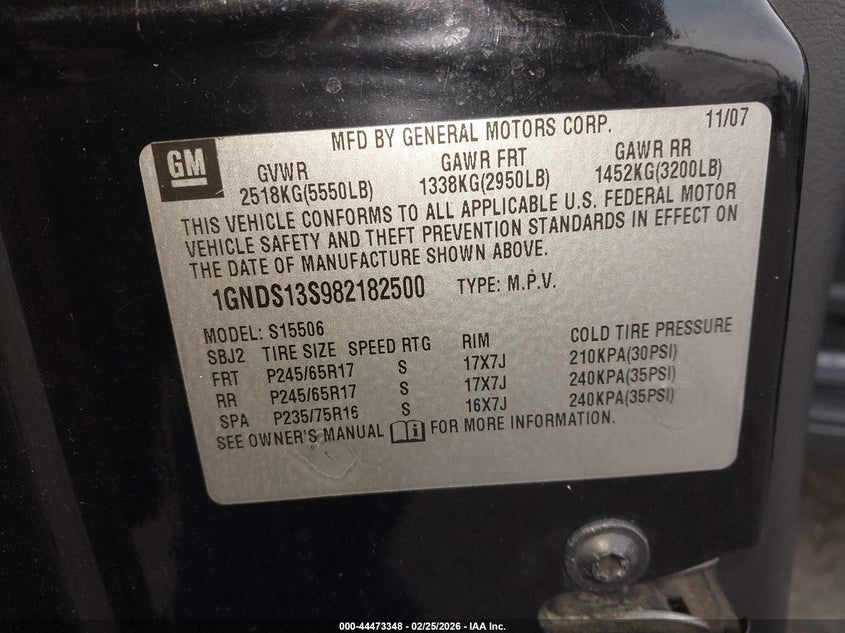 MFD BY GENERAL MOTORS CORP. 11/07
GM
GVWR GAWR FRT GAWR RR
2518KG(5550LB) 1338KG(2950LB) 1452KG(3200LB)
THIS VEHICLE CONFORMS TO ALL APPLICABLE U.S. FEDERAL MOTOR
VEHICLE SAFETY AND THEFT PREVENTION STANDARDS IN EFFECT ON
THE DATE OF MANUFACTURE SHOWN ABOVE.
1GNDS13S982182500 TYPE: M.P.V.
MODEL: S15506
SBJ2 TIRE SIZE SPEED RTG RIM COLD TIRE PRESSURE
FRT P245/65R17 S 17X7J 210KPA(30PSI)
RR P245/65R17 S 17X7J 240KPA(35PSI)
SPA P235/75R16 S 16X7J 240KPA(35PSI)
SEE OWNER'S MANUAL i FOR MORE INFORMATION.
000-44473348 - 02/25/2026 - IAA Inc.